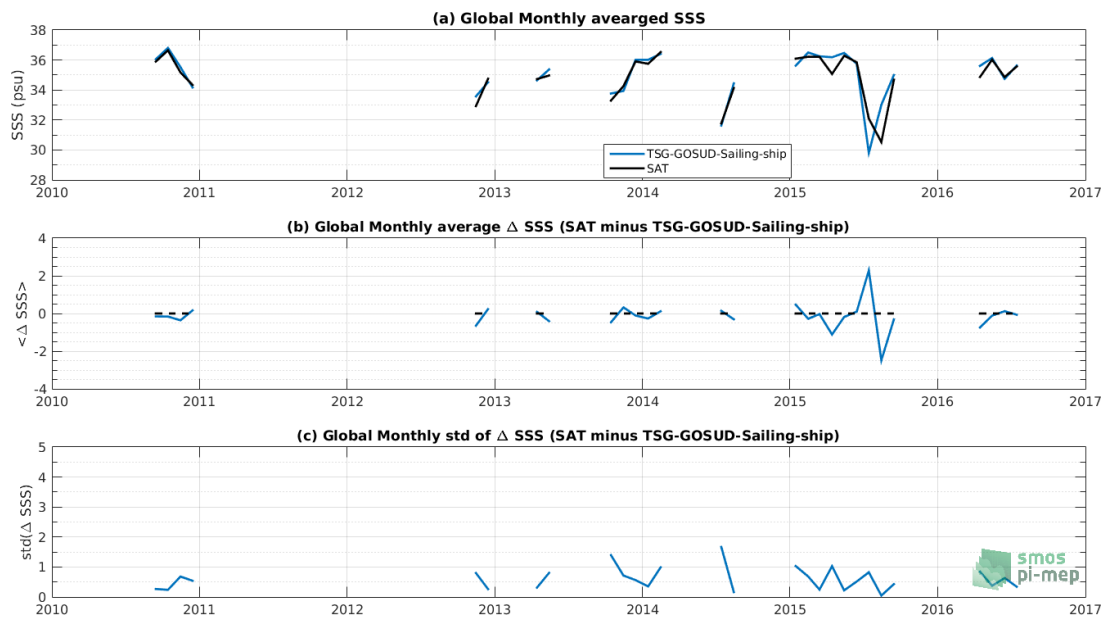 (a) Global Monthly avearged SSS
SSS (psu)
38
36
34
32
30
28
TSG-GOSUD-Sailing-ship
SAT
2010 2011 2012 2013 2014 2015 2016 2017
(b) Global Monthly average Δ SSS (SAT minus TSG-GOSUD-Sailing-ship)
<Δ SSS>
4
2
0
-2
-4
2010 2011 2012 2013 2014 2015 2016 2017
(c) Global Monthly std of Δ SSS (SAT minus TSG-GOSUD-Sailing-ship)
std(Δ SSS)
5
4
3
2
1
0
smos
pi-mep
2010 2011 2012 2013 2014 2015 2016 2017